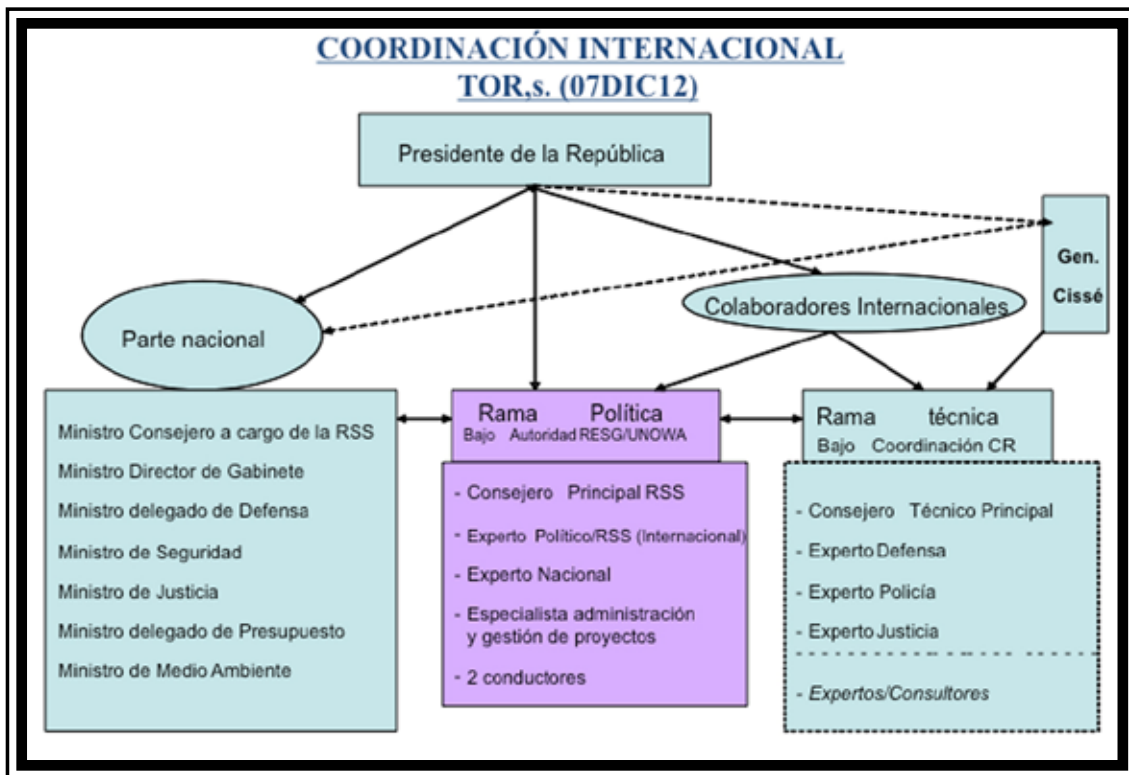 COORDINACIÓN INTERNACIONAL
TOR,s. (07DIC12)
Presidente de la República
Gen.
Cissé
Colaboradores Internacionales
Parte nacional
Ministro Consejero a cargo de la RSS
Ministro Director de Gabinete
Ministro delegado de Defensa
Ministro de Seguridad
Ministro de Justicia
Ministro delegado de Presupuesto
Ministro de Medio Ambiente
Rama Política
Bajo Autoridad RESG/UNOWA
- Consejero Principal RSS
- Experto Político/RSS (Internacional)
- Experto Nacional
- Especialista administración
y gestión de proyectos
- 2 conductores
Rama técnica
Bajo Coordinación CR
- Consejero Técnico Principal
- Experto Defensa
- Experto Policía
- Experto Justicia
- Expertos/Consultores